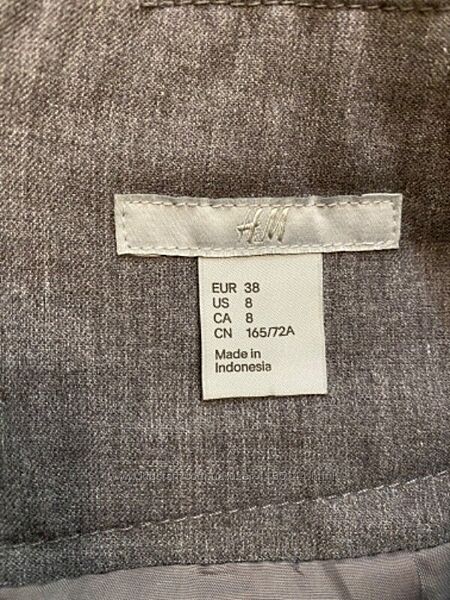 H&M
EUR 38
US 8
CA 8
CN 165/72A
Made in
Indonesia